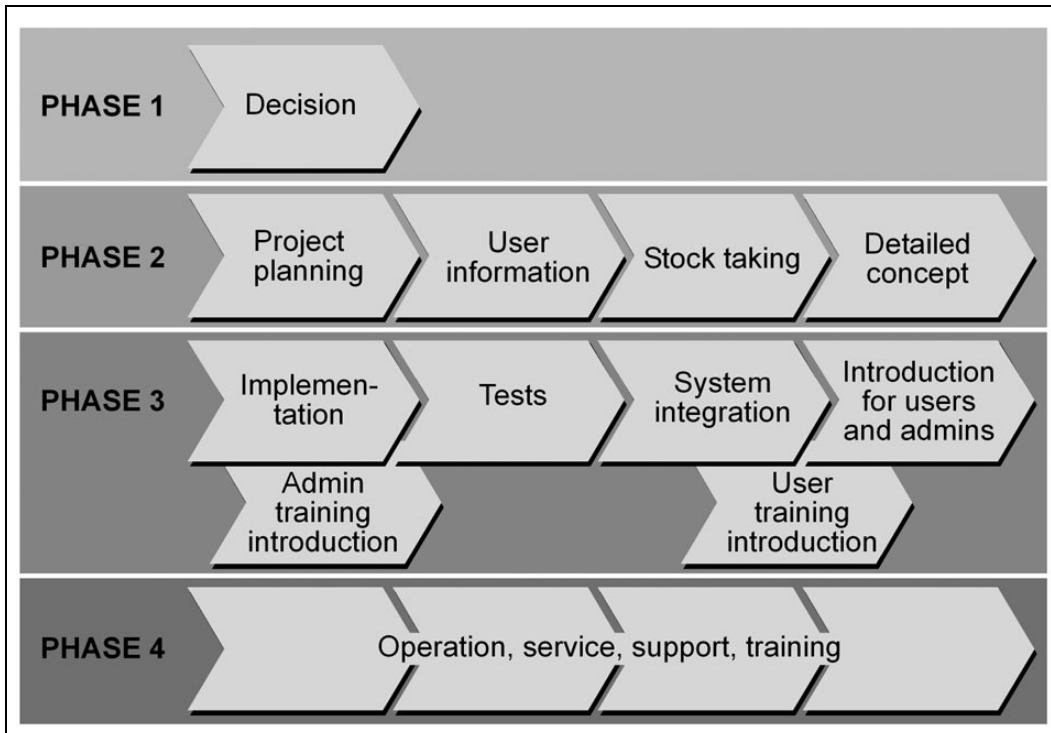 PHASE 1
Decision
PHASE 2
Project
planning
User
information
Stock taking
Detailed
concept
PHASE 3
Implemen-
tation
Tests
System
integration
Introduction
for users
and admins
Admin
training
introduction
User
training
introduction
PHASE 4
Operation, service, support, training